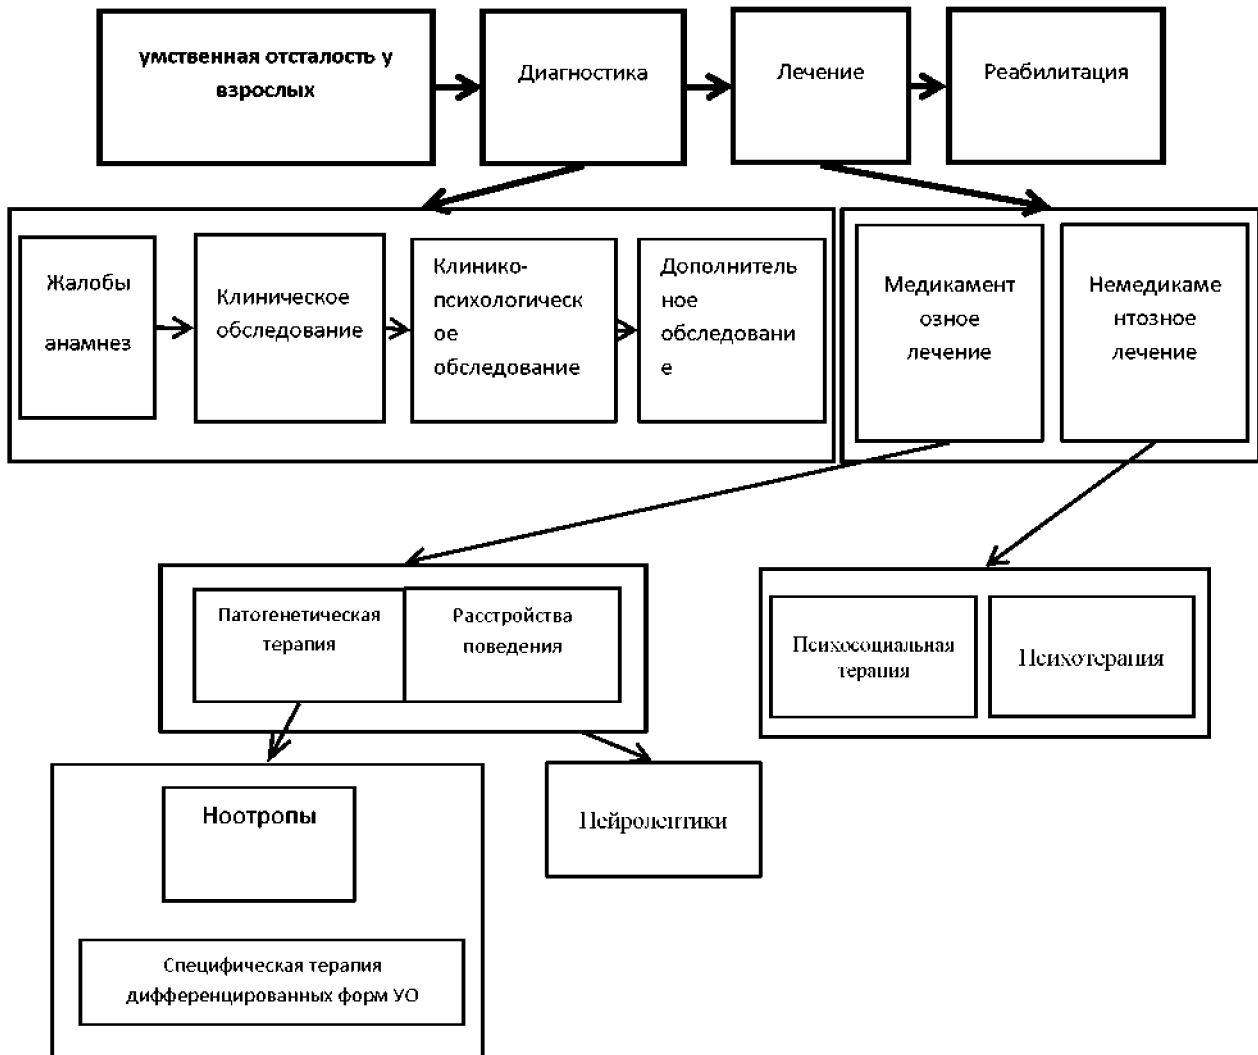 умственная отсталость у
взрослых
Диагностика
Лечение
Реабилитация
Жалобы
анамнез
Клиническое
обследование
Клинико-
психологическ
ое
обследование
Дополнитель
ное
обследовани
е
Медикамент
озное
лечение
Немедикаме
нтозное
лечение
Патогенетическая
терапия
Расстройства
поведения
Психосоциальная
терапия
Психотерапия
Ноотропы
Нейролептики
Специфическая терапия
дифференцированных форм УО